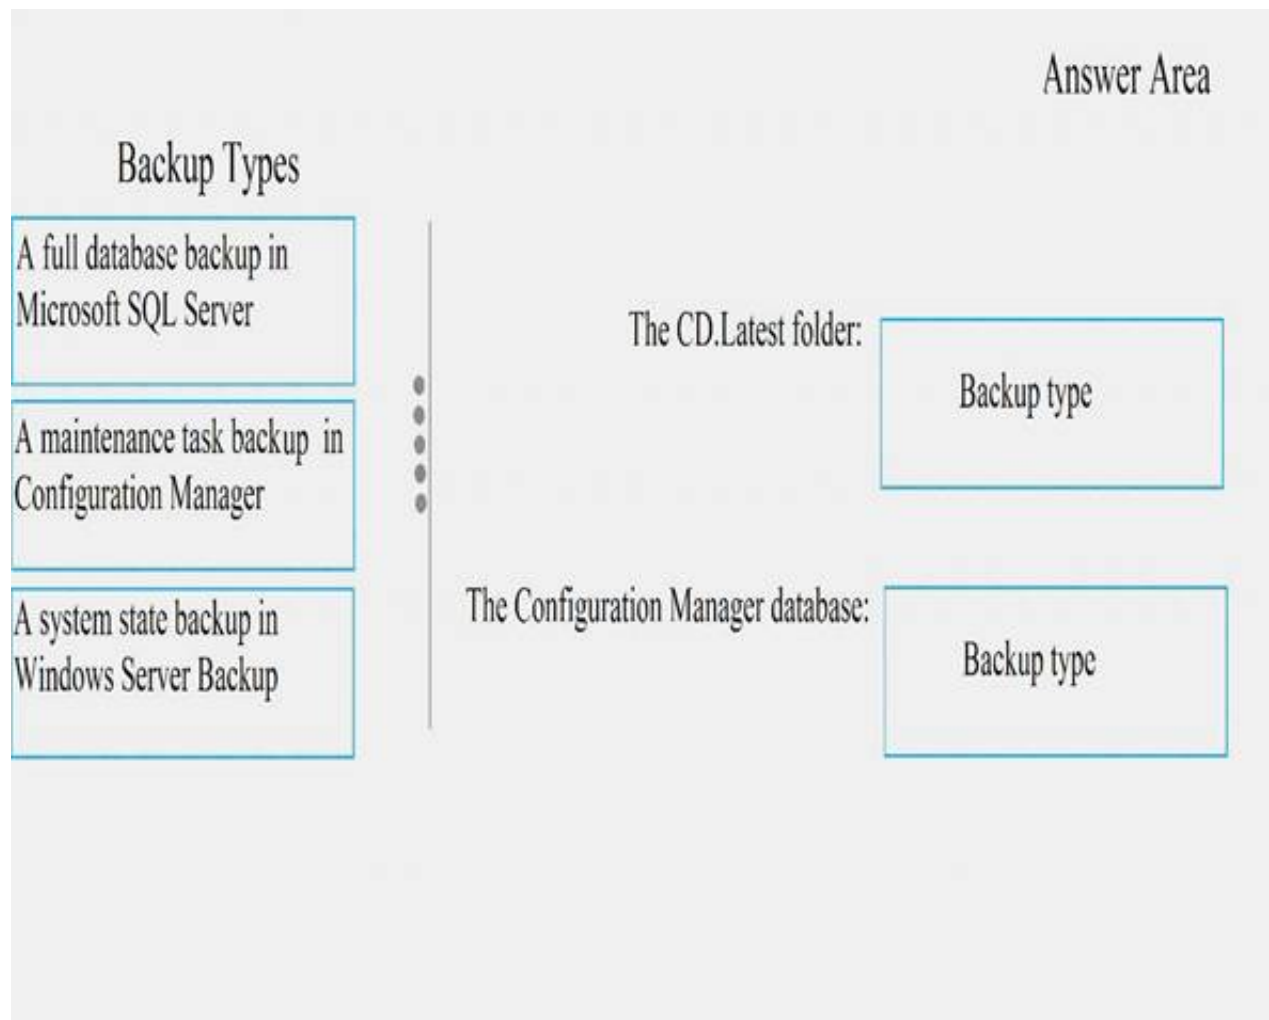 Answer Area
Backup Types
A full database backup in
Microsoft SQL Server
A maintenance task backup in
Configuration Manager
A system state backup in
Windows Server Backup
The CD.Latest folder:
Backup type
The Configuration Manager database:
Backup type